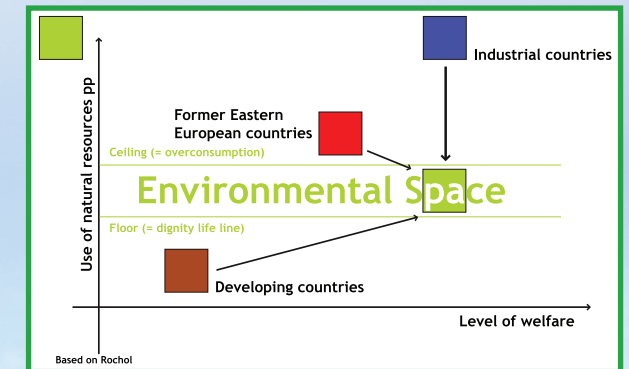 Industrial countries
Former Eastern
European countries
Ceiling (= overconsumption)
Environmental Space
Floor (= dignity life line)
Developing countries
Use of natural resources pp
Level of welfare
Based on Rochol